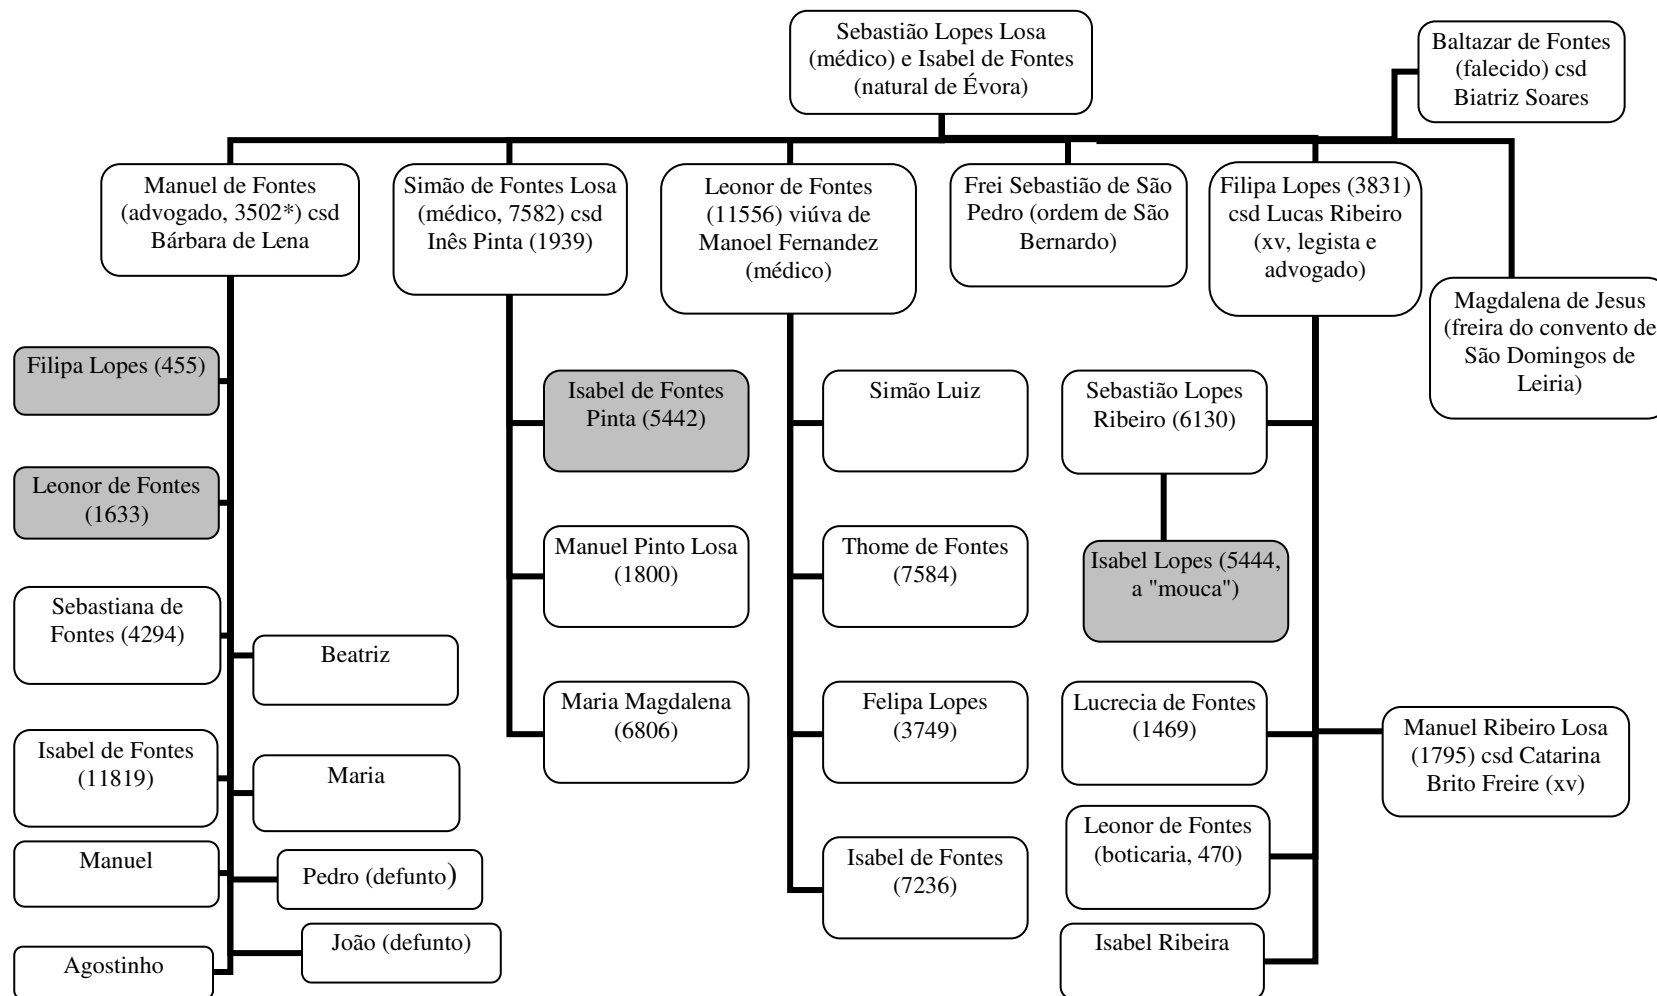 Sebastião Lopes Losa
(médico) e Isabel de Fontes
(natural de Évora)
Baltazar de Fontes
(falecido) csd
Biatriz Soares
Manuel de Fontes
(advogado, 3502*) csd
Bárbara de Lena
Simão de Fontes Losa
(médico, 7582) csd
Inês Pinta (1939)
Leonor de Fontes
(11556) viúva de
Manoel Fernandez
(médico)
Frei Sebastião de São
Pedro (ordem de São
Bernardo)
Filipa Lopes (3831)
csd Lucas Ribeiro
(xv, legista e
advogado)
Magdalena de Jesus
(freira do convento de
São Domingos de
Leiria)
Filipa Lopes (455)
Leonor de Fontes
(1633)
Sebastiana de
Fontes (4294)
Beatriz
Isabel de Fontes
(11819)
Maria
Manuel
Pedro (defunto)
João (defunto)
Agostinho
Isabel de Fontes
Pinta (5442)
Manuel Pinto Losa
(1800)
Maria Magdalena
(6806)
Simão Luiz
Thome de Fontes
(7584)
Felipa Lopes
(3749)
Isabel de Fontes
(7236)
Sebastião Lopes
Ribeiro (6130)
Isabel Lopes (5444,
a "mouca")
Lucrecia de Fontes
(1469)
Manuel Ribeiro Losa
(1795) csd Catarina
Brito Freire (xv)
Leonor de Fontes
(boticaria, 470)
Isabel Ribeira